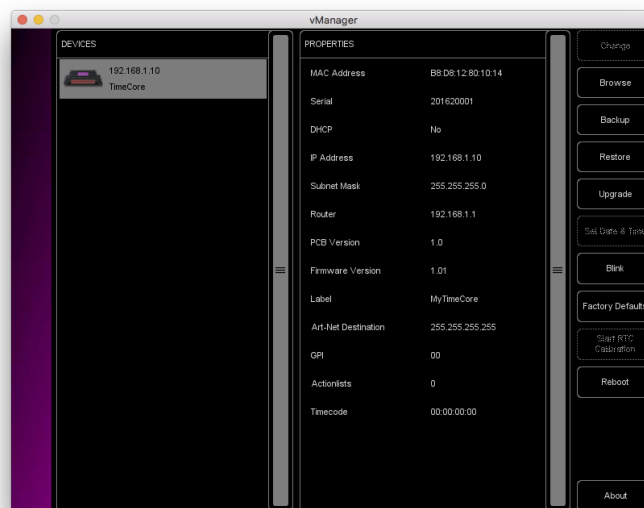 vManager
DEVICES
192.168.1.10
TimeCore
PROPERTIES
MAC Address B8:D8:12:80:10:14
Serial 201620001
DHCP No
IP Address 192.168.1.10
Subnet Mask 255.255.255.0
Router 192.168.1.1
PCB Version 1.0
Firmware Version 1.01
Label MyTimeCore
Art-Net Destination 255.255.255.255
GPI 00
Actionlists 0
Timecode 00:00:00:00
Change
Browse
Backup
Restore
Upgrade
Set Date & Time
Blink
Factory Defaults
Start RTC
Calibration
Reboot
About